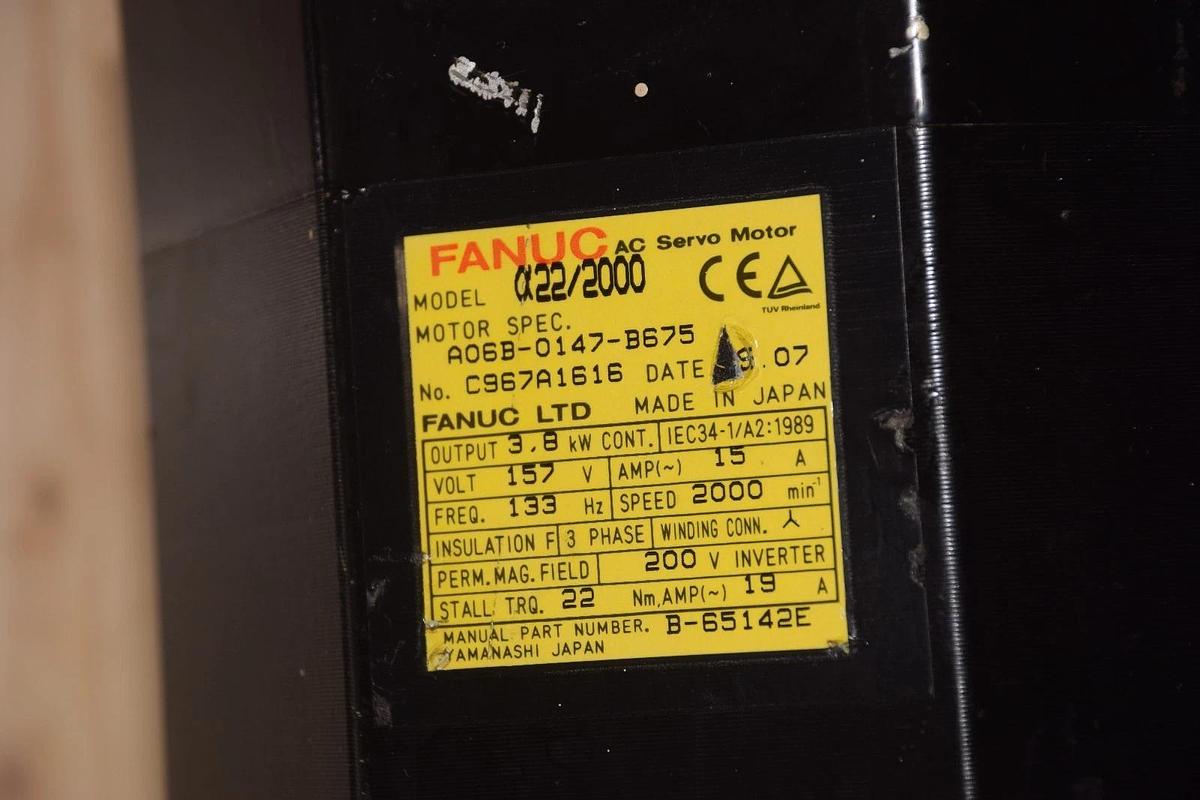 FANUC AC Servo Motor
MODEL α22/2000
CE
TUV Rheinland
MOTOR SPEC.
A06B-0147-B675
No. C967A1616 DATE 07
FANUC LTD MADE IN JAPAN
OUTPUT 3,8 kW CONT. IEC34-1/A2:1989
VOLT 157 V AMP(~) 15 A
FREQ. 133 Hz SPEED 2000 min⁻¹
INSULATION F 3 PHASE WINDING CONN.
PERM.MAG.FIELD 200 V INVERTER
STALL TRQ. 22 Nm,AMP(~) 19 A
MANUAL PART NUMBER. B-65142E
YAMANASHI JAPAN